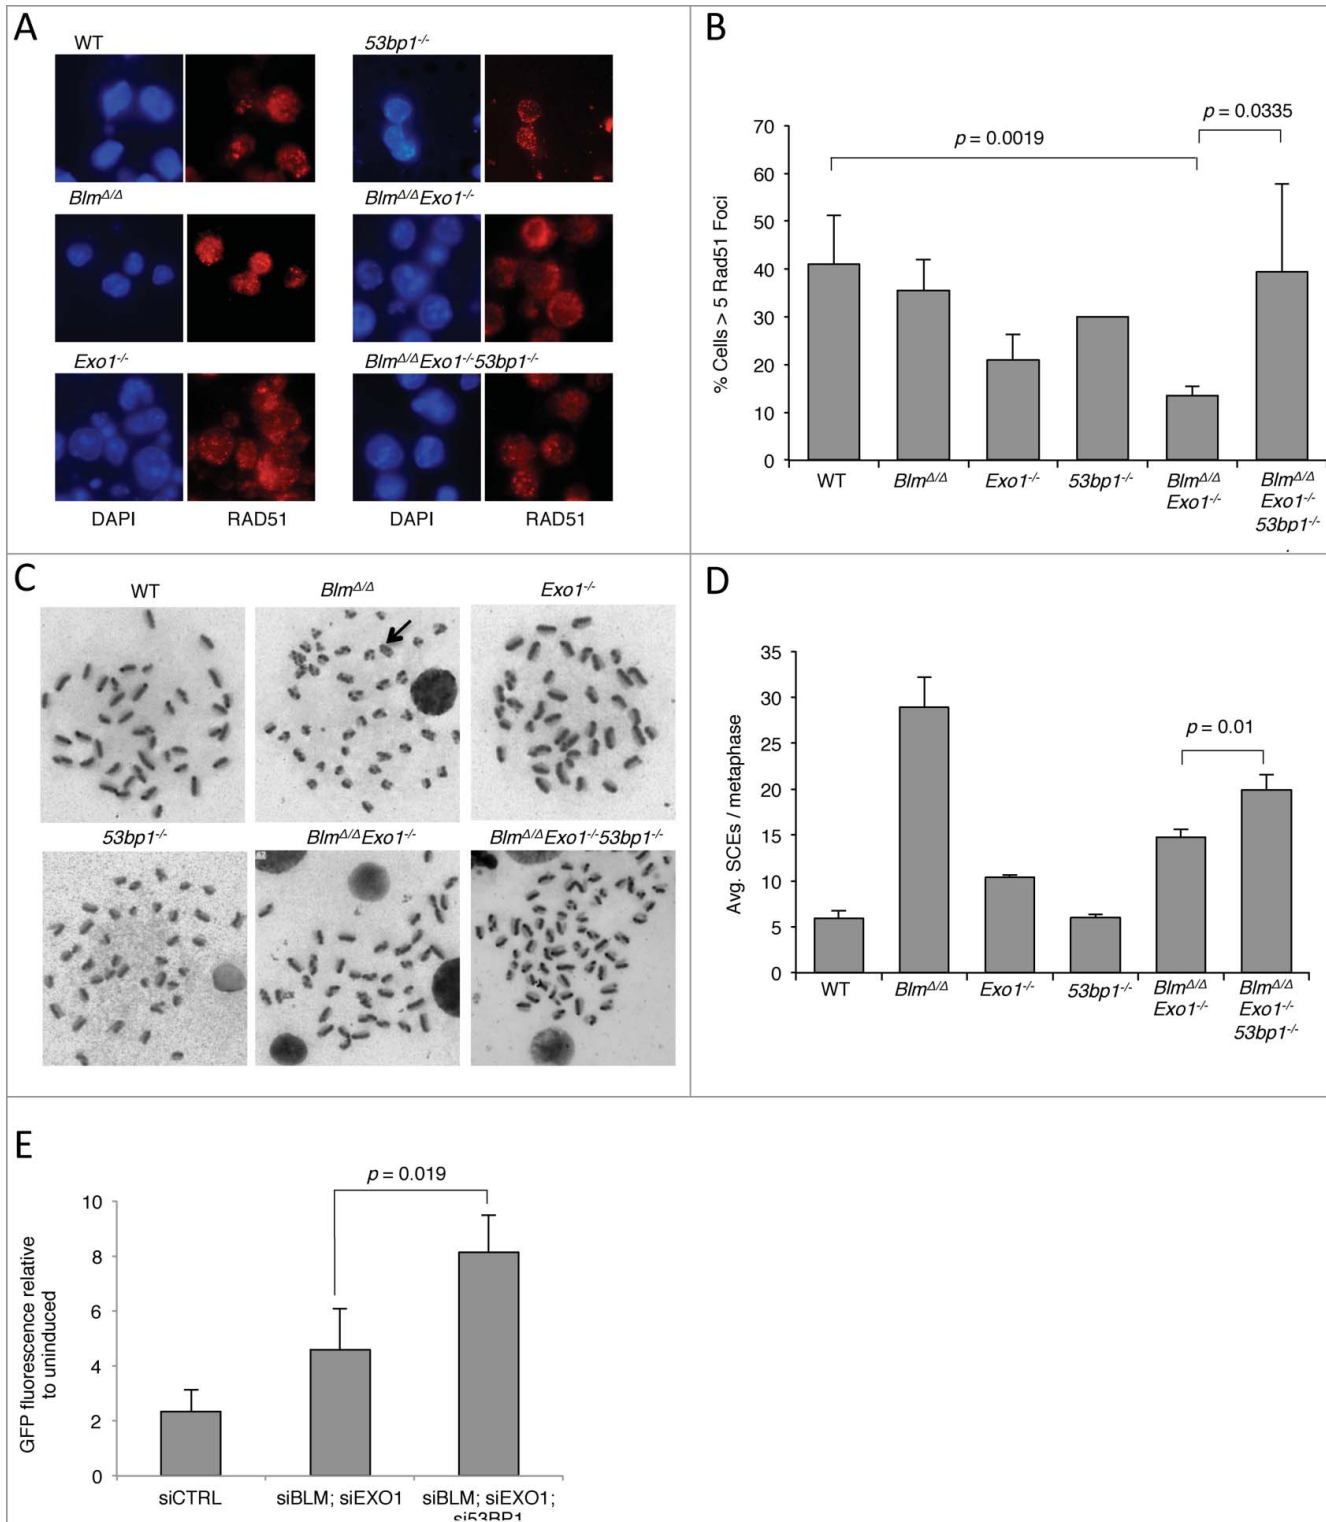 A
WT
53bp1-/-
BlmΔ/Δ
BlmΔ/ΔExo1-/-
Exo1-/-
BlmΔ/ΔExo1-/-53bp1-/-
DAPI
RAD51
DAPI
RAD51
B
p = 0.0335
p = 0.0019
% Cells > 5 Rad51 Foci
70
60
50
40
30
20
10
0
WT
BlmΔ/Δ
Exo1-/-
53bp1-/-
BlmΔ/Δ
Exo1-/-
BlmΔ/Δ
Exo1-/-
53bp1-/-
C
WT
BlmΔ/Δ
Exo1-/-
53bp1-/-
BlmΔ/ΔExo1-/-
BlmΔ/ΔExo1-/-53bp1-/-
D
p = 0.01
Avg. SCEs / metaphase
35
30
25
20
15
10
5
0
WT
BlmΔ/Δ
Exo1-/-
53bp1-/-
BlmΔ/Δ
Exo1-/-
BlmΔ/Δ
Exo1-/-
53bp1-/-
E
p = 0.019
GFP fluorescence relative
to uninduced
10
8
6
4
2
0
siCTRL
siBLM; siEXO1
siBLM; siEXO1;
si53BP1